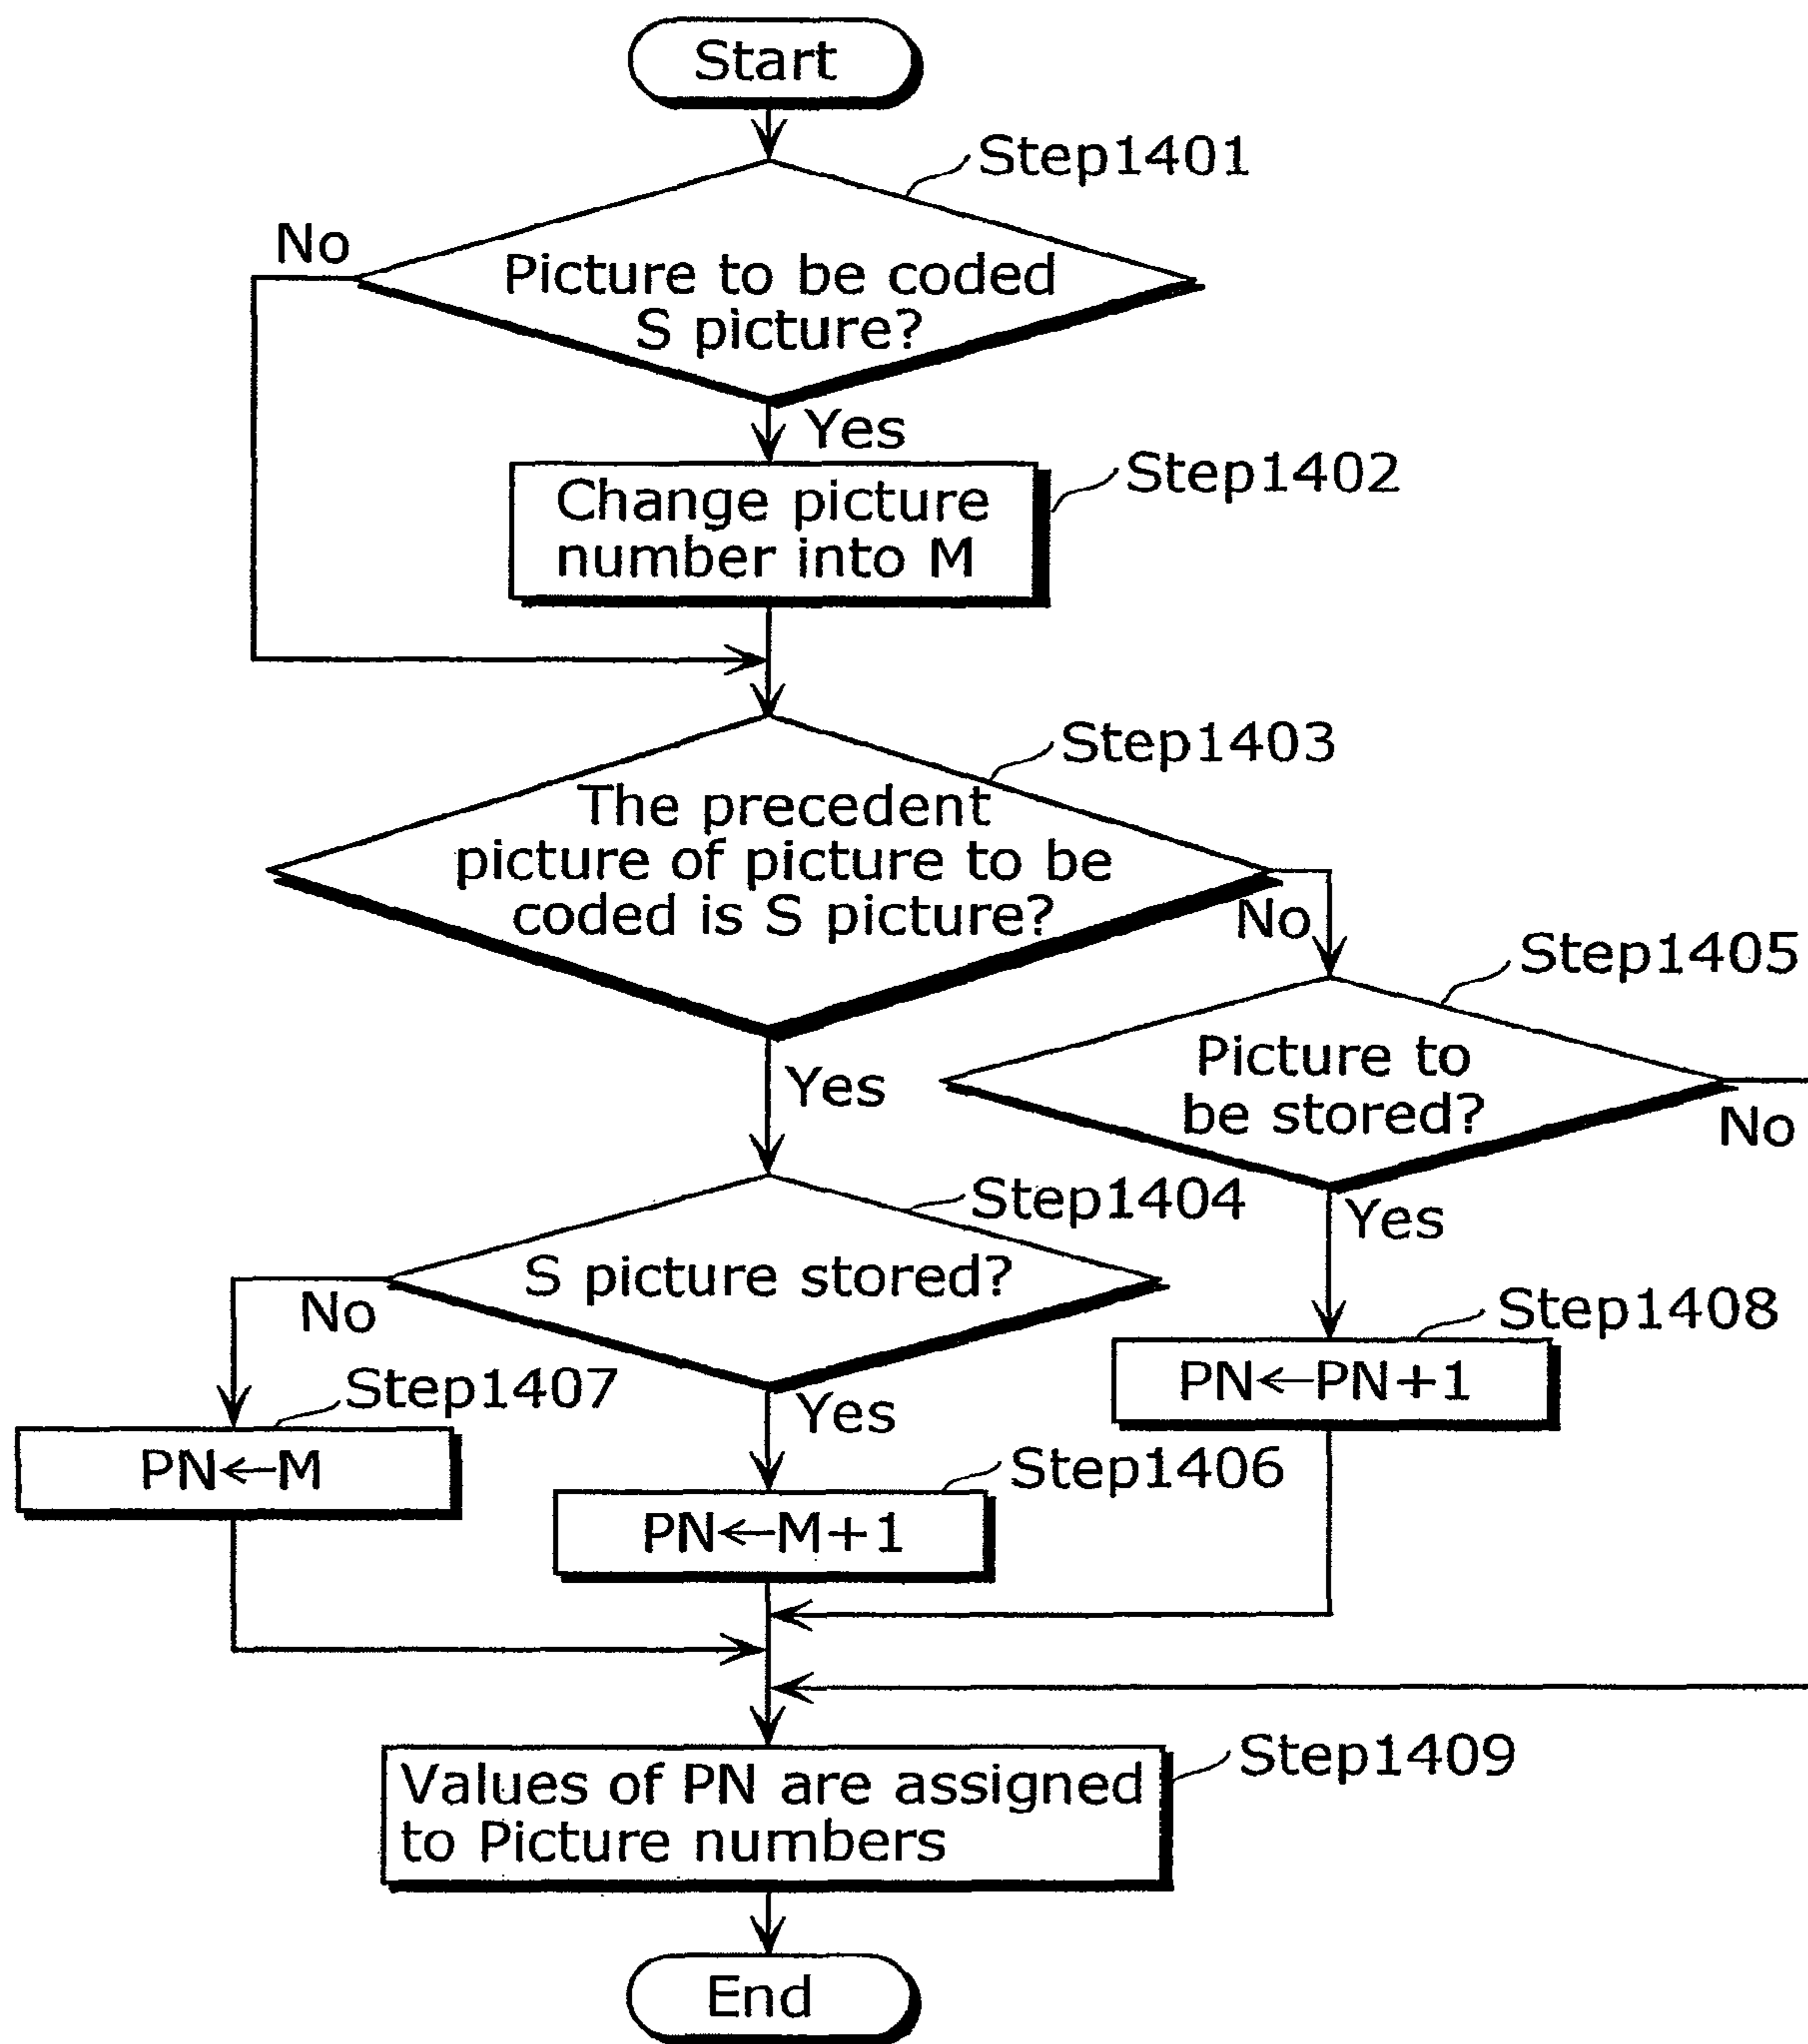 Start
Step1401
No
Picture to be coded
S picture?
Yes
Step1402
Change picture
number into M
Step1403
The precedent
picture of picture to be
coded is S picture?
No
Step1405
Yes
Picture to
be stored?
No
Step1404
Yes
S picture stored?
No
Step1408
PN←PN+1
Step1407
Yes
PN←M
Step1406
PN←M+1
Step1409
Values of PN are assigned
to Picture numbers
End